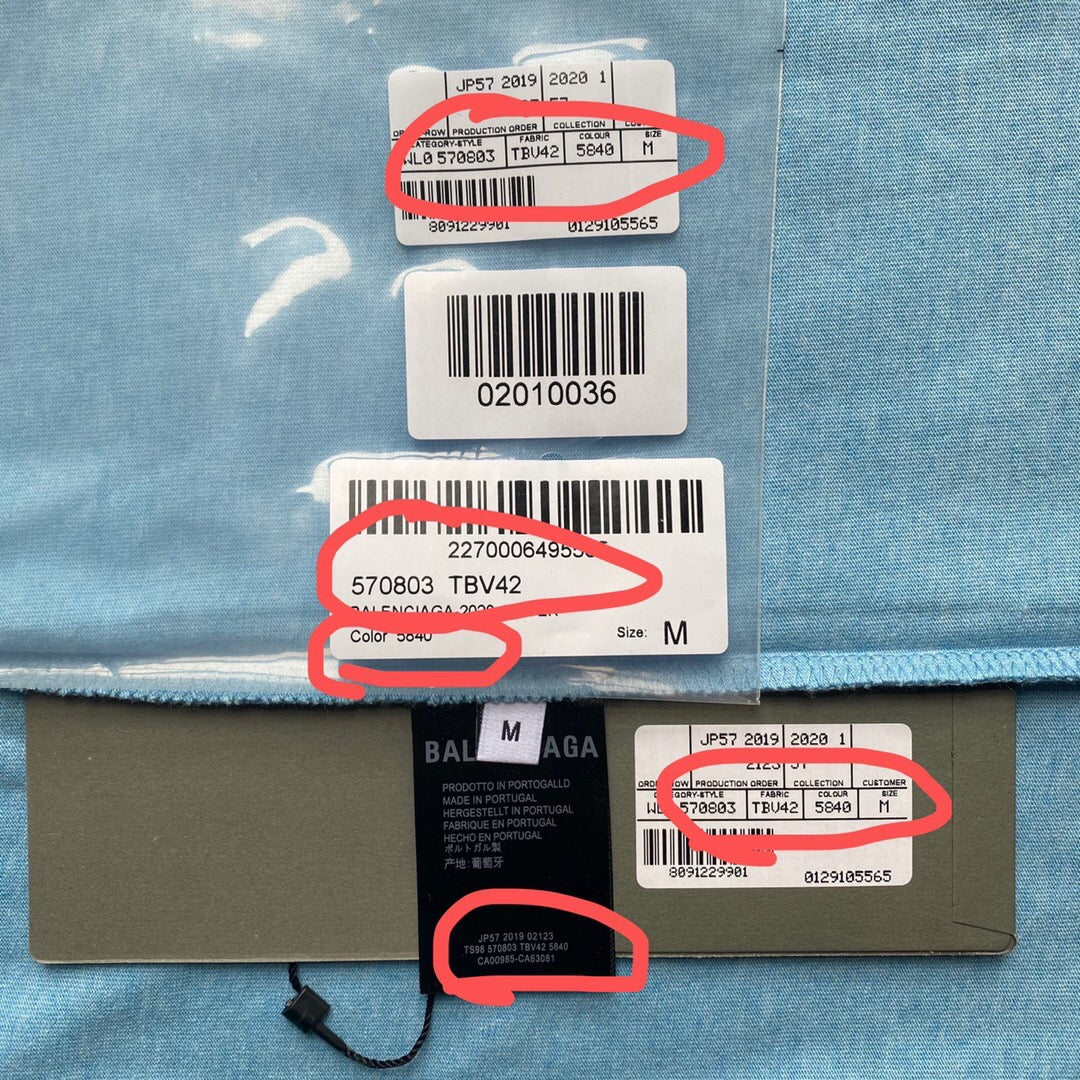 JP57 2019 2020 1
PRODUCTION ORDER COLLECTION
CATEGORY-STYLE FABRIC COLOUR SIZE
WL0 570803 TBV42 5840 M
8091229901 0129105565
02010036
570803 TBV42
BALENCIAGA 2020
Color 5840 Size: M
M
PRODOTTO IN PORTOGALLO
MADE IN PORTUGAL
HERGESTELLT IN PORTUGAL
FABRIQUE EN PORTUGAL
HECHO EN PORTUGAL
ポルトガル製
产地:葡萄牙
JP57 2019 02123
TS98 570803 TBV42 5840
CA00985-CA63081
JP57 2019 2020 1
PRODUCTION ORDER COLLECTION CUSTOMER
FABRIC COLOUR SIZE
570803 TBV42 5840 M
8091229901 0129105565